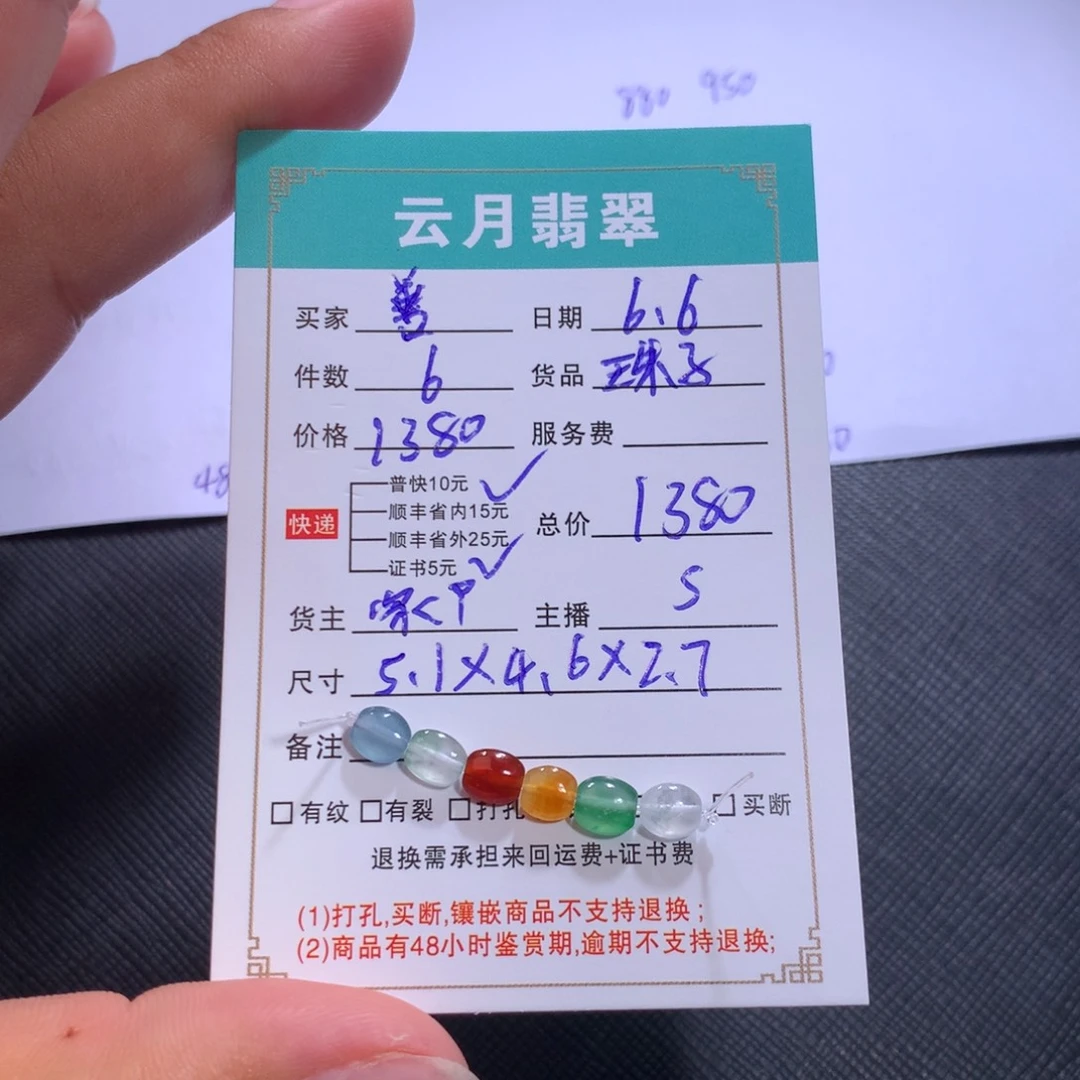 880 950
云月翡翠
买家 日期 6.6
件数 6 货品 珠子
价格 1380 服务费
快递 普快10元 ✓
顺丰省内15元
顺丰省外25元
证书5元 ✓
总价 1380
货主 主播 S
尺寸 5.1×4.6×2.7
备注
□有纹 □有裂 □打孔 □买断
退换需承担来回运费+证书费
(1)打孔,买断,镶嵌商品不支持退换;
(2)商品有48小时鉴赏期,逾期不支持退换;
48